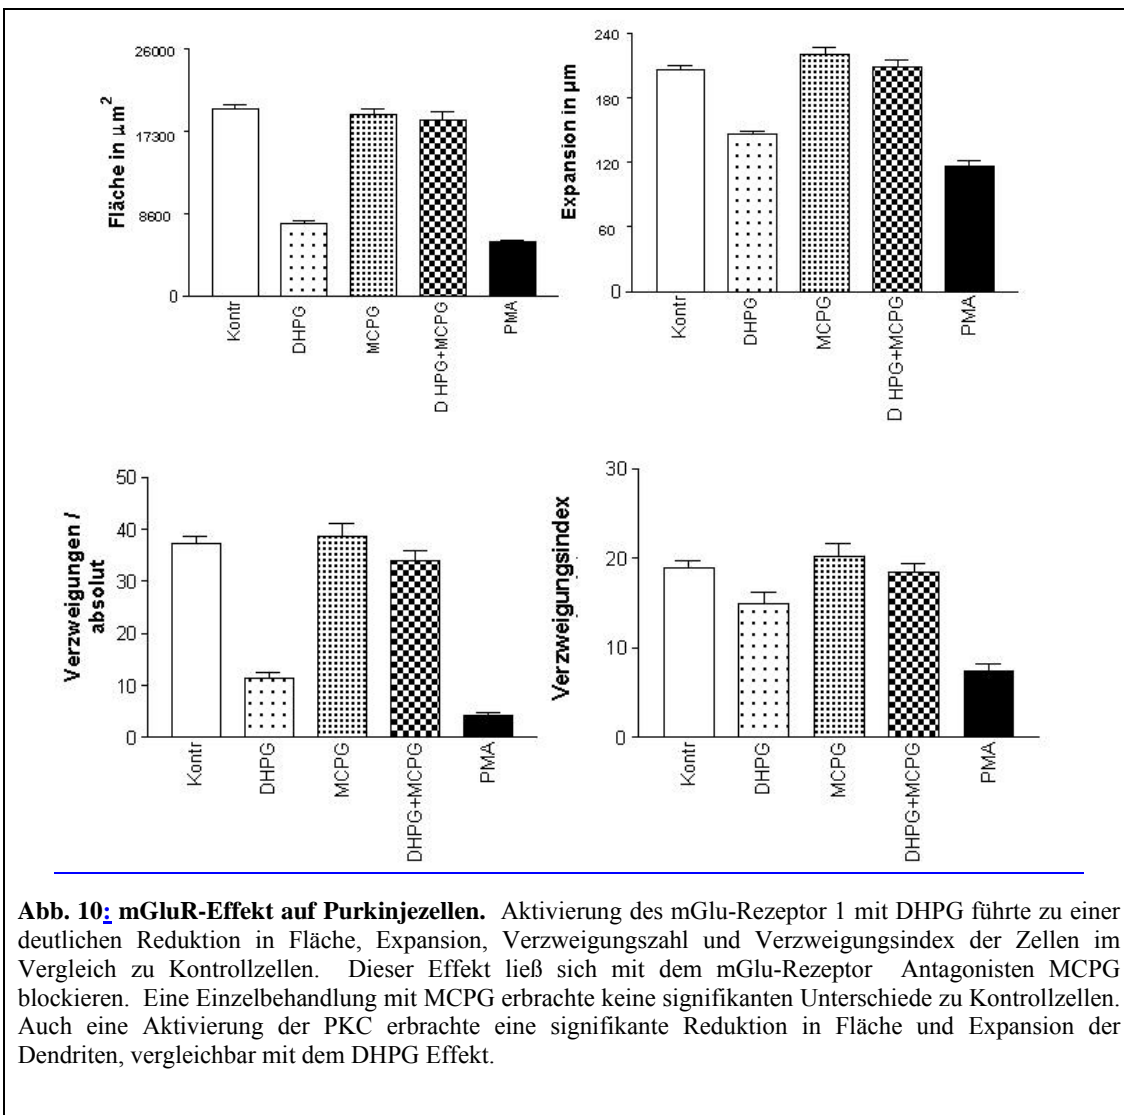 Fläche in µm²
26000
17300
8600
0
Kontr
DHPG
MCPG
D HPG+MCPG
PMA
Expansion in µm
240
180
120
60
0
Kontr
DHPG
MCPG
D HPG+MCPG
PMA
Verzweigungen /
absolut
50
40
30
20
10
0
Kontr
DHPG
MCPG
DHPG+MCPG
PMA
Verzweigungsindex
30
20
10
0
Kontr
DHPG
MCPG
DHPG+MCPG
PMA
Abb. 10: mGluR-Effekt auf Purkinjezellen. Aktivierung des mGlu-Rezeptor 1 mit DHPG führte zu einer
deutlichen Reduktion in Fläche, Expansion, Verzweigungszahl und Verzweigungsindex der Zellen im
Vergleich zu Kontrollzellen. Dieser Effekt ließ sich mit dem mGlu-Rezeptor Antagonisten MCPG
blockieren. Eine Einzelbehandlung mit MCPG erbrachte keine signifikanten Unterschiede zu Kontrollzellen.
Auch eine Aktivierung der PKC erbrachte eine signifikante Reduktion in Fläche und Expansion der
Dendriten, vergleichbar mit dem DHPG Effekt.